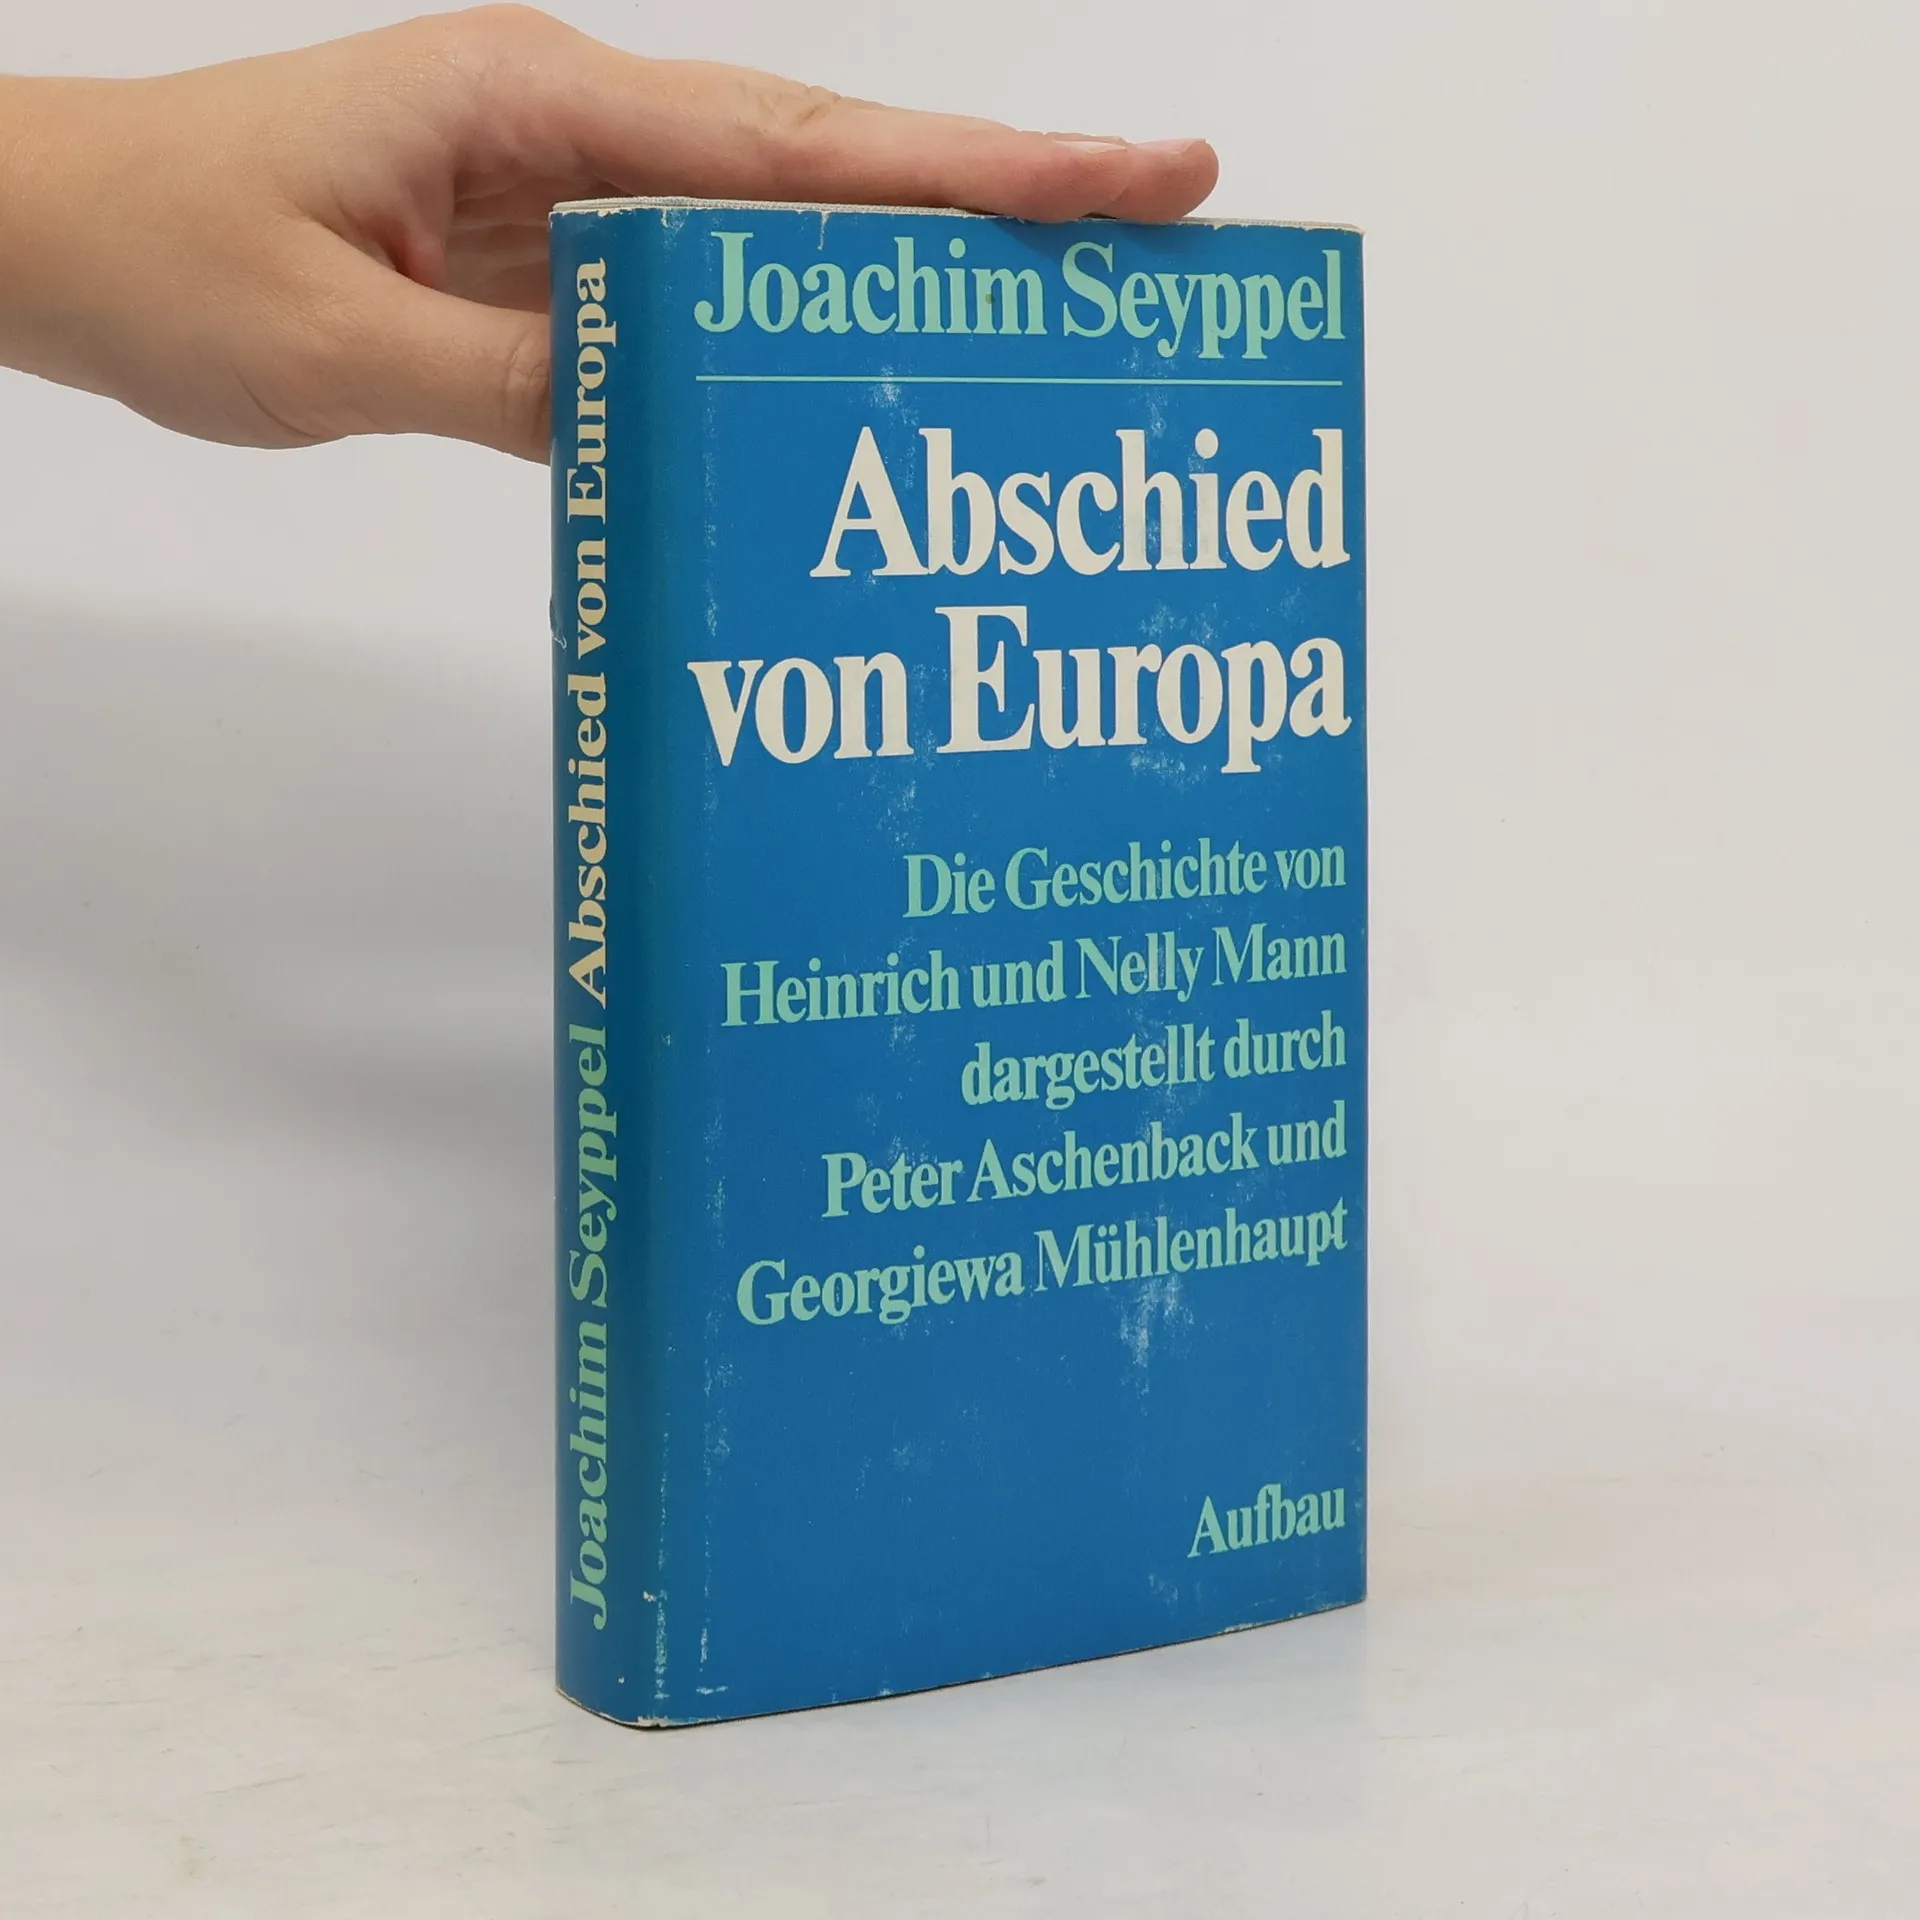 Joachim Seyppel Abschied von Europa
Joachim Seyppel
Abschied
von Europa
Die Geschichte von
Heinrich und Nelly Mann
dargestellt durch
Peter Aschenback und
Georgiewa Mühlenhaupt
Aufbau